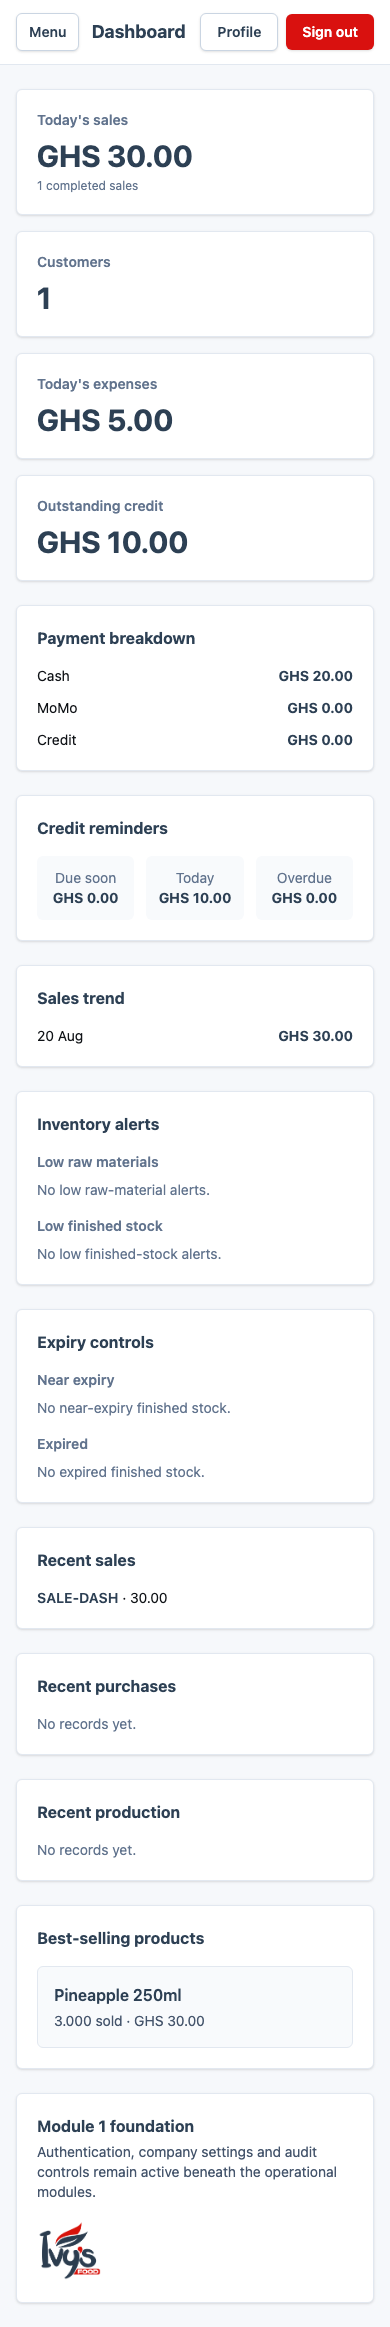 Menu
Dashboard
Profile
Sign out
Today's sales
GHS 30.00
1 completed sales
Customers
1
Today's expenses
GHS 5.00
Outstanding credit
GHS 10.00
Payment breakdown
Cash GHS 20.00
MoMo GHS 0.00
Credit GHS 0.00
Credit reminders
Due soon
GHS 0.00
Today
GHS 10.00
Overdue
GHS 0.00
Sales trend
20 Aug GHS 30.00
Inventory alerts
Low raw materials
No low raw-material alerts.
Low finished stock
No low finished-stock alerts.
Expiry controls
Near expiry
No near-expiry finished stock.
Expired
No expired finished stock.
Recent sales
SALE-DASH · 30.00
Recent purchases
No records yet.
Recent production
No records yet.
Best-selling products
Pineapple 250ml
3.000 sold · GHS 30.00
Module 1 foundation
Authentication, company settings and audit
controls remain active beneath the operational
modules.
Ivy's
FOOD